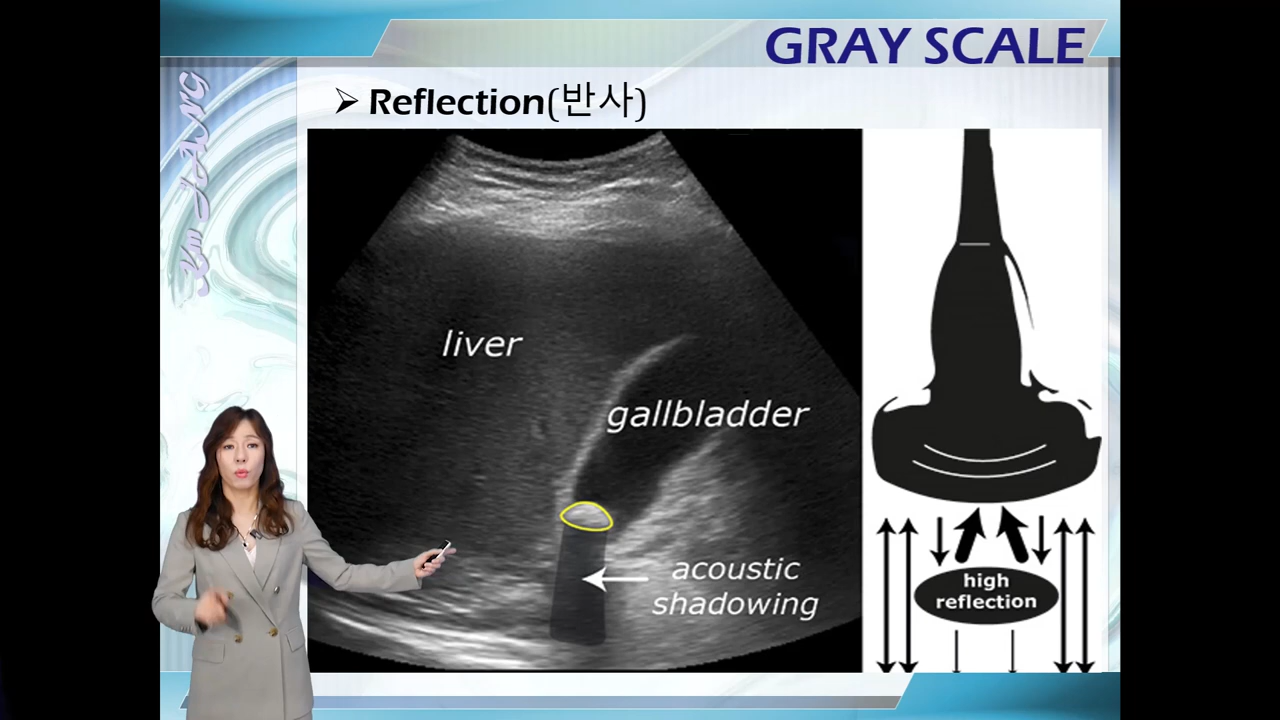 GRAY SCALE
➢ Reflection(반사)
liver
gallbladder
acoustic
shadowing
high
reflection